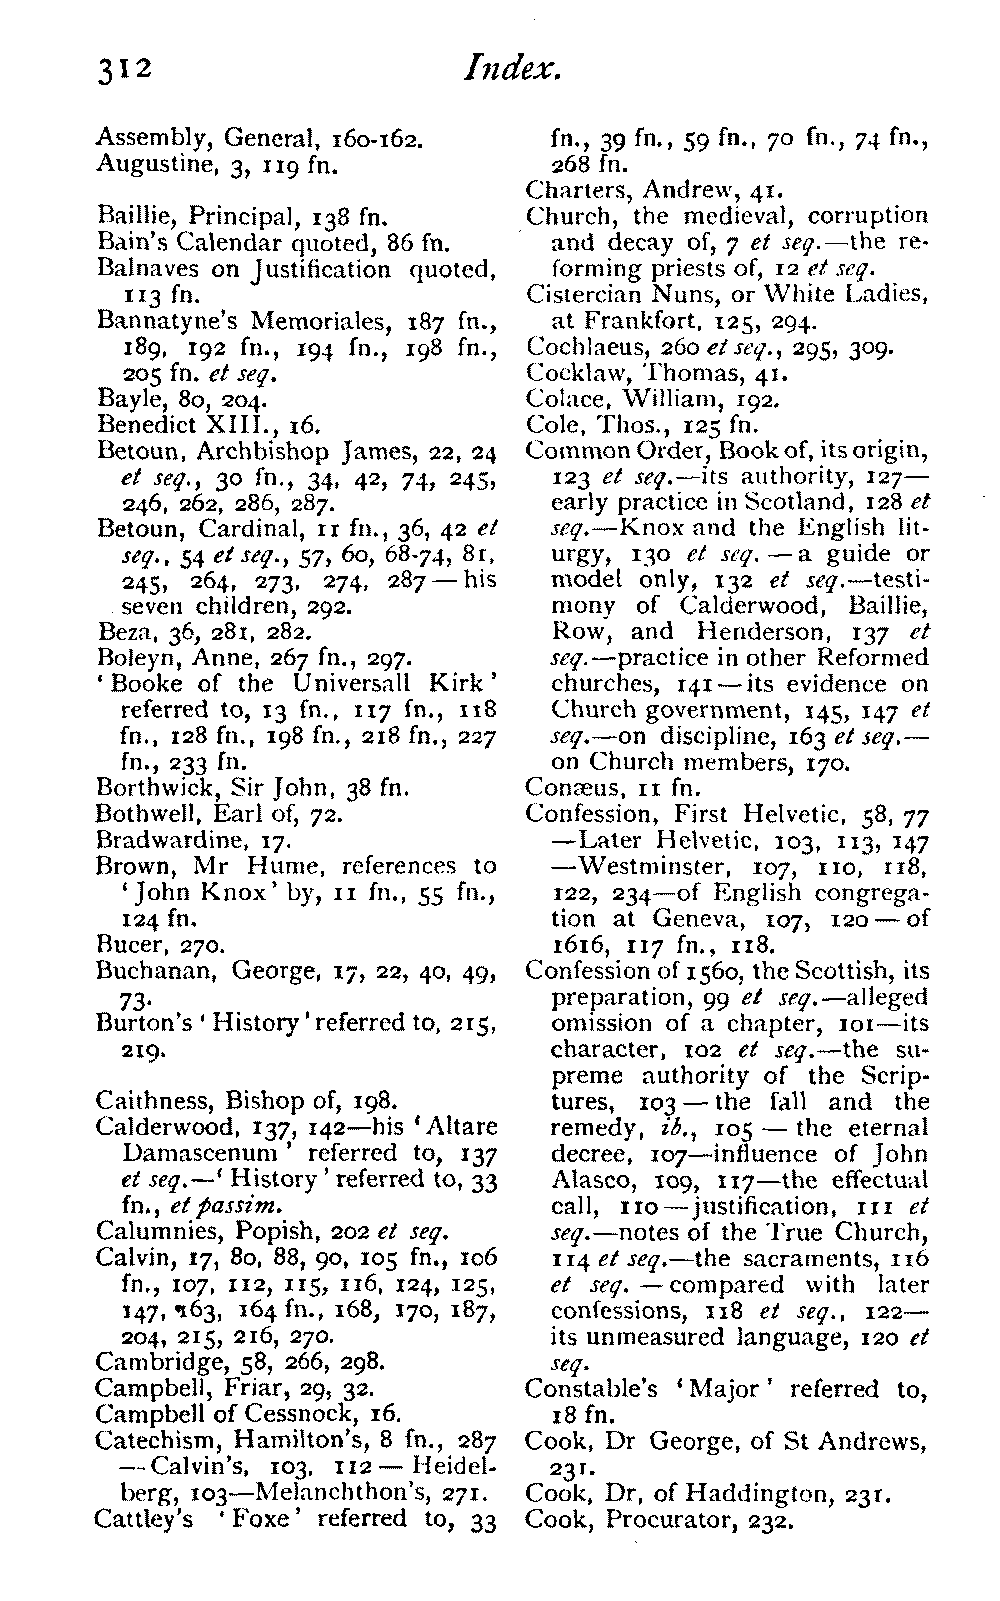 312 Index.
Assembly, General, 160-162.
Augustine, 3, 119 fn.
Baillie, Principal, 138 fn.
Bain's Calendar quoted, 86 fn.
Balnaves on Justification quoted,
113 fn.
Bannatyne's Memoriales, 187 fn.,
189, 192 fn., 194 fn., 198 fn.,
205 fn. et seq.
Bayle, 80, 204.
Benedict XIII., 16.
Betoun, Archbishop James, 22, 24
et seq., 30 fn., 34, 42, 74, 245,
246, 262, 286, 287.
Betoun, Cardinal, 11 fn., 36, 42 et
seq., 54 et seq., 57, 60, 68-74, 81,
245, 264, 273, 274, 287—his
seven children, 292.
Beza, 36, 281, 282.
Boleyn, Anne, 267 fn., 297.
'Booke of the Universall Kirk'
referred to, 13 fn., 117 fn., 118
fn., 128 fn., 198 fn., 218 fn., 227
fn., 233 fn.
Borthwick, Sir John, 38 fn.
Bothwell, Earl of, 72.
Bradwardine, 17.
Brown, Mr Hume, references to
'John Knox' by, 11 fn., 55 fn.,
124 fn.
Bucer, 270.
Buchanan, George, 17, 22, 40, 49,
73.
Burton's 'History' referred to, 215,
219.
Caithness, Bishop of, 198.
Calderwood, 137, 142—his 'Altare
Damascenum' referred to, 137
et seq.—'History' referred to, 33
fn., et passim.
Calumnies, Popish, 202 et seq.
Calvin, 17, 80, 88, 90, 105 fn., 106
fn., 107, 112, 115, 116, 124, 125,
147, 163, 164 fn., 168, 170, 187,
204, 215, 216, 270.
Cambridge, 58, 266, 298.
Campbell, Friar, 29, 32.
Campbell of Cessnock, 16.
Catechism, Hamilton's, 8 fn., 287
—Calvin's, 103, 112—Heidel-
berg, 103—Melanchthon's, 271.
Cattley's 'Foxe' referred to, 33
fn., 39 fn., 59 fn., 70 fn., 74 fn.,
268 fn.
Charters, Andrew, 41.
Church, the medieval, corruption
and decay of, 7 et seq.—the re-
forming priests of, 12 et seq.
Cistercian Nuns, or White Ladies,
at Frankfort, 125, 294.
Cochlaeus, 260 et seq., 295, 309.
Cocklaw, Thomas, 41.
Colace, William, 192.
Cole, Thos., 125 fn.
Common Order, Book of, its origin,
123 et seq.—its authority, 127—
early practice in Scotland, 128 et
seq.—Knox and the English lit-
urgy, 130 et seq.—a guide or
model only, 132 et seq.—testi-
mony of Calderwood, Baillie,
Row, and Henderson, 137 et
seq.—practice in other Reformed
churches, 141—its evidence on
Church government, 145, 147 et
seq.—on discipline, 163 et seq.—
on Church members, 170.
Conæus, 11 fn.
Confession, First Helvetic, 58, 77
—Later Helvetic, 103, 113, 147
—Westminster, 107, 110, 118,
122, 234—of English congrega-
tion at Geneva, 107, 120—of
1616, 117 fn., 118.
Confession of 1560, the Scottish, its
preparation, 99 et seq.—alleged
omission of a chapter, 101—its
character, 102 et seq.—the su-
preme authority of the Scrip-
tures, 103—the fall and the
remedy, ib., 105—the eternal
decree, 107—influence of John
Alasco, 109, 117—the effectual
call, 110—justification, 111 et
seq.—notes of the True Church,
114 et seq.—the sacraments, 116
et seq.—compared with later
confessions, 118 et seq., 122—
its unmeasured language, 120 et
seq.
Constable's 'Major' referred to,
18 fn.
Cook, Dr George, of St Andrews,
231.
Cook, Dr, of Haddington, 231.
Cook, Procurator, 232.